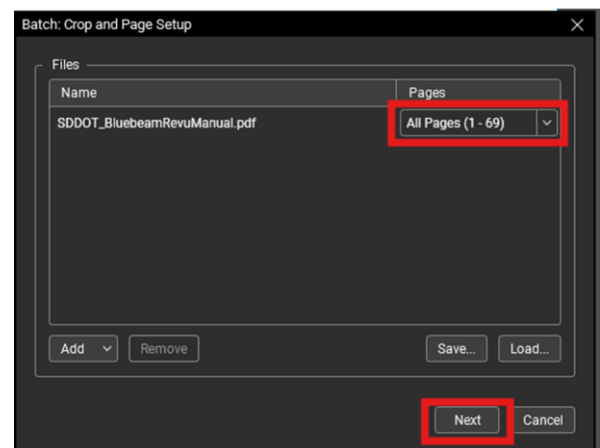 Batch: Crop and Page Setup
Files
Name Pages
SDDOT_BluebeamRevuManual.pdf All Pages (1 - 69)
Add Remove Save... Load...
Next Cancel